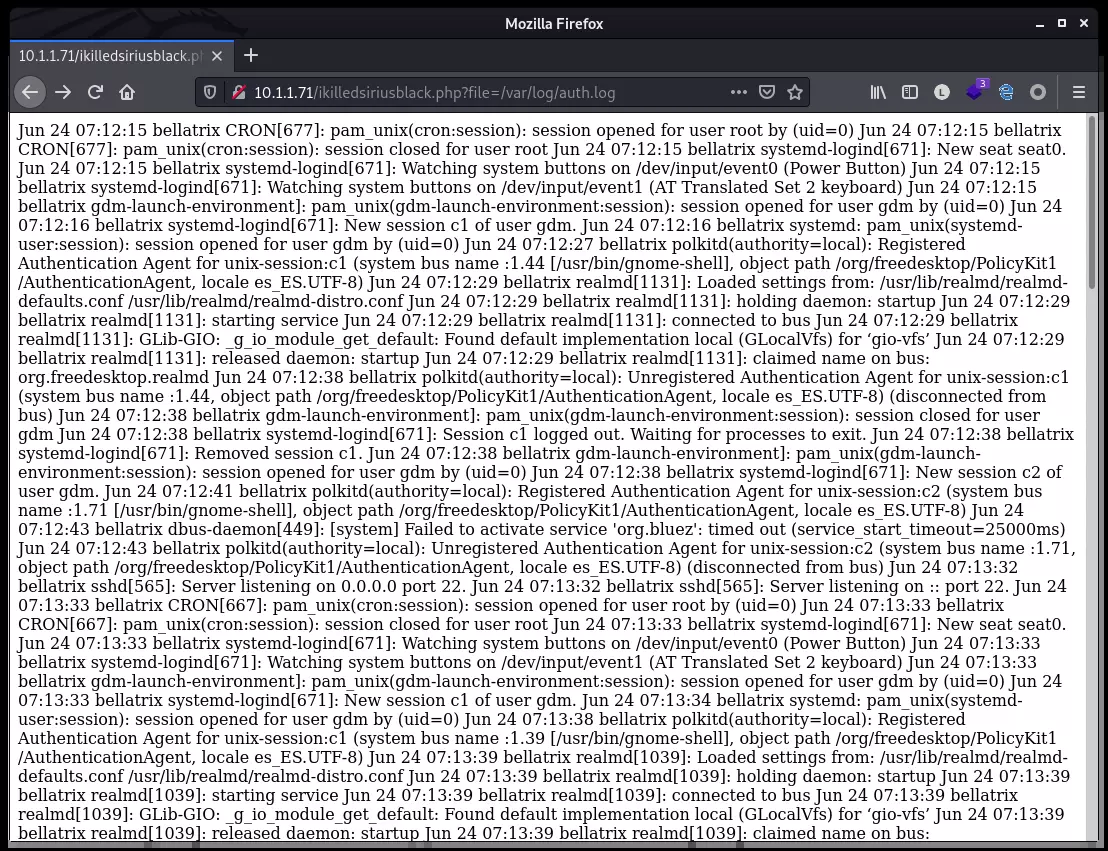 Mozilla Firefox
10.1.1.71/ikilledsiriusblack.p
10.1.1.71/ikilledsiriusblack.php?file=/var/log/auth.log
L
3
Jun 24 07:12:15 bellatrix CRON[677]: pam_unix(cron:session): session opened for user root by (uid=0) Jun 24 07:12:15 bellatrix
CRON[677]: pam_unix(cron:session): session closed for user root Jun 24 07:12:15 bellatrix systemd-logind[671]: New seat seat0.
Jun 24 07:12:15 bellatrix systemd-logind[671]: Watching system buttons on /dev/input/event0 (Power Button) Jun 24 07:12:15
bellatrix systemd-logind[671]: Watching system buttons on /dev/input/event1 (AT Translated Set 2 keyboard) Jun 24 07:12:15
bellatrix gdm-launch-environment]: pam_unix(gdm-launch-environment:session): session opened for user gdm by (uid=0) Jun 24
07:12:16 bellatrix systemd-logind[671]: New session c1 of user gdm. Jun 24 07:12:16 bellatrix systemd: pam_unix(systemd-
user:session): session opened for user gdm by (uid=0) Jun 24 07:12:27 bellatrix polkitd(authority=local): Registered
Authentication Agent for unix-session:c1 (system bus name :1.44 [/usr/bin/gnome-shell], object path /org/freedesktop/PolicyKit1
/AuthenticationAgent, locale es_ES.UTF-8) Jun 24 07:12:29 bellatrix realmd[1131]: Loaded settings from: /usr/lib/realmd/realmd-
defaults.conf /usr/lib/realmd/realmd-distro.conf Jun 24 07:12:29 bellatrix realmd[1131]: holding daemon: startup Jun 24 07:12:29
bellatrix realmd[1131]: starting service Jun 24 07:12:29 bellatrix realmd[1131]: connected to bus Jun 24 07:12:29 bellatrix
realmd[1131]: GLib-GIO: _g_io_module_get_default: Found default implementation local (GLocalVfs) for ‘gio-vfs’ Jun 24 07:12:29
bellatrix realmd[1131]: released daemon: startup Jun 24 07:12:29 bellatrix realmd[1131]: claimed name on bus:
org.freedesktop.realmd Jun 24 07:12:38 bellatrix polkitd(authority=local): Unregistered Authentication Agent for unix-session:c1
(system bus name :1.44, object path /org/freedesktop/PolicyKit1/AuthenticationAgent, locale es_ES.UTF-8) (disconnected from
bus) Jun 24 07:12:38 bellatrix gdm-launch-environment]: pam_unix(gdm-launch-environment:session): session closed for user
gdm Jun 24 07:12:38 bellatrix systemd-logind[671]: Session c1 logged out. Waiting for processes to exit. Jun 24 07:12:38 bellatrix
systemd-logind[671]: Removed session c1. Jun 24 07:12:38 bellatrix gdm-launch-environment]: pam_unix(gdm-launch-
environment:session): session opened for user gdm by (uid=0) Jun 24 07:12:38 bellatrix systemd-logind[671]: New session c2 of
user gdm. Jun 24 07:12:41 bellatrix polkitd(authority=local): Registered Authentication Agent for unix-session:c2 (system bus
name :1.71 [/usr/bin/gnome-shell], object path /org/freedesktop/PolicyKit1/AuthenticationAgent, locale es_ES.UTF-8) Jun 24
07:12:43 bellatrix dbus-daemon[449]: [system] Failed to activate service 'org.bluez': timed out (service_start_timeout=25000ms)
Jun 24 07:12:43 bellatrix polkitd(authority=local): Unregistered Authentication Agent for unix-session:c2 (system bus name :1.71,
object path /org/freedesktop/PolicyKit1/AuthenticationAgent, locale es_ES.UTF-8) (disconnected from bus) Jun 24 07:13:32
bellatrix sshd[565]: Server listening on 0.0.0.0 port 22. Jun 24 07:13:32 bellatrix sshd[565]: Server listening on :: port 22. Jun 24
07:13:33 bellatrix CRON[667]: pam_unix(cron:session): session opened for user root by (uid=0) Jun 24 07:13:33 bellatrix
CRON[667]: pam_unix(cron:session): session closed for user root Jun 24 07:13:33 bellatrix systemd-logind[671]: New seat seat0.
Jun 24 07:13:33 bellatrix systemd-logind[671]: Watching system buttons on /dev/input/event0 (Power Button) Jun 24 07:13:33
bellatrix systemd-logind[671]: Watching system buttons on /dev/input/event1 (AT Translated Set 2 keyboard) Jun 24 07:13:33
bellatrix gdm-launch-environment]: pam_unix(gdm-launch-environment:session): session opened for user gdm by (uid=0) Jun 24
07:13:33 bellatrix systemd-logind[671]: New session c1 of user gdm. Jun 24 07:13:34 bellatrix systemd: pam_unix(systemd-
user:session): session opened for user gdm by (uid=0) Jun 24 07:13:38 bellatrix polkitd(authority=local): Registered
Authentication Agent for unix-session:c1 (system bus name :1.39 [/usr/bin/gnome-shell], object path /org/freedesktop/PolicyKit1
/AuthenticationAgent, locale es_ES.UTF-8) Jun 24 07:13:39 bellatrix realmd[1039]: Loaded settings from: /usr/lib/realmd/realmd-
defaults.conf /usr/lib/realmd/realmd-distro.conf Jun 24 07:13:39 bellatrix realmd[1039]: holding daemon: startup Jun 24 07:13:39
bellatrix realmd[1039]: starting service Jun 24 07:13:39 bellatrix realmd[1039]: connected to bus Jun 24 07:13:39 bellatrix
realmd[1039]: GLib-GIO: _g_io_module_get_default: Found default implementation local (GLocalVfs) for ‘gio-vfs’ Jun 24 07:13:39
bellatrix realmd[1039]: released daemon: startup Jun 24 07:13:39 bellatrix realmd[1039]: claimed name on bus: